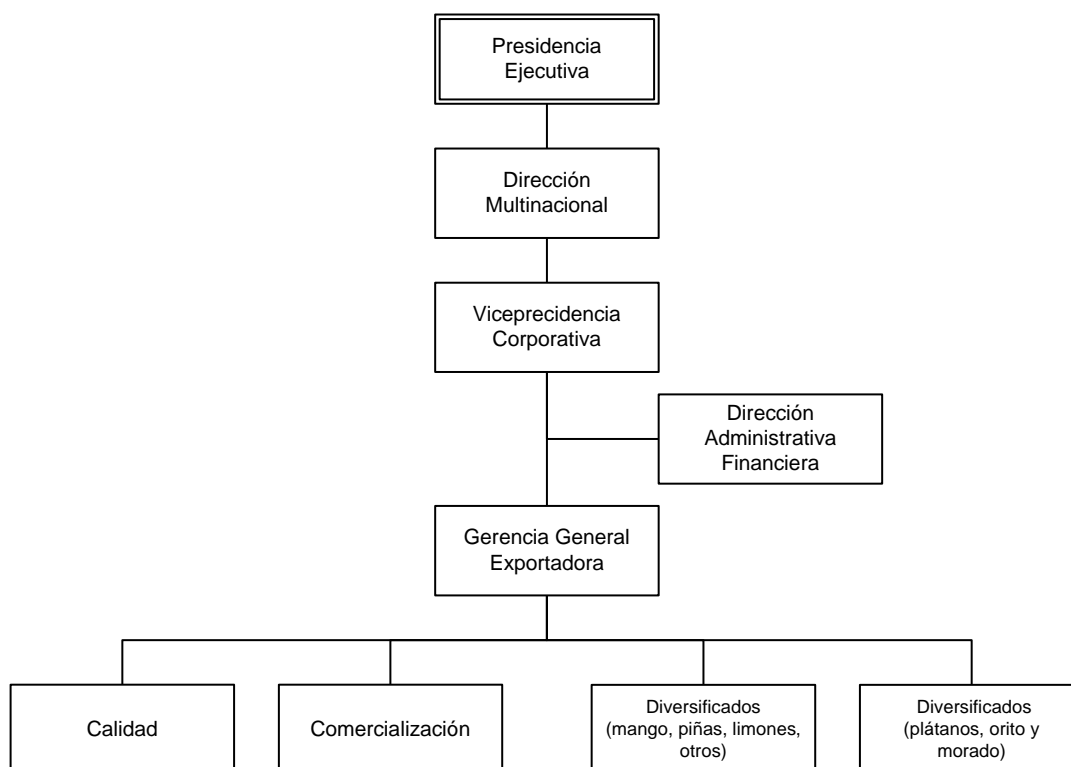 Presidencia
Ejecutiva
Dirección
Multinacional
Viceprecidencia
Corporativa
Dirección
Administrativa
Financiera
Gerencia General
Exportadora
Calidad
Comercialización
Diversificados
(mango, piñas, limones,
otros)
Diversificados
(plátanos, orito y
morado)